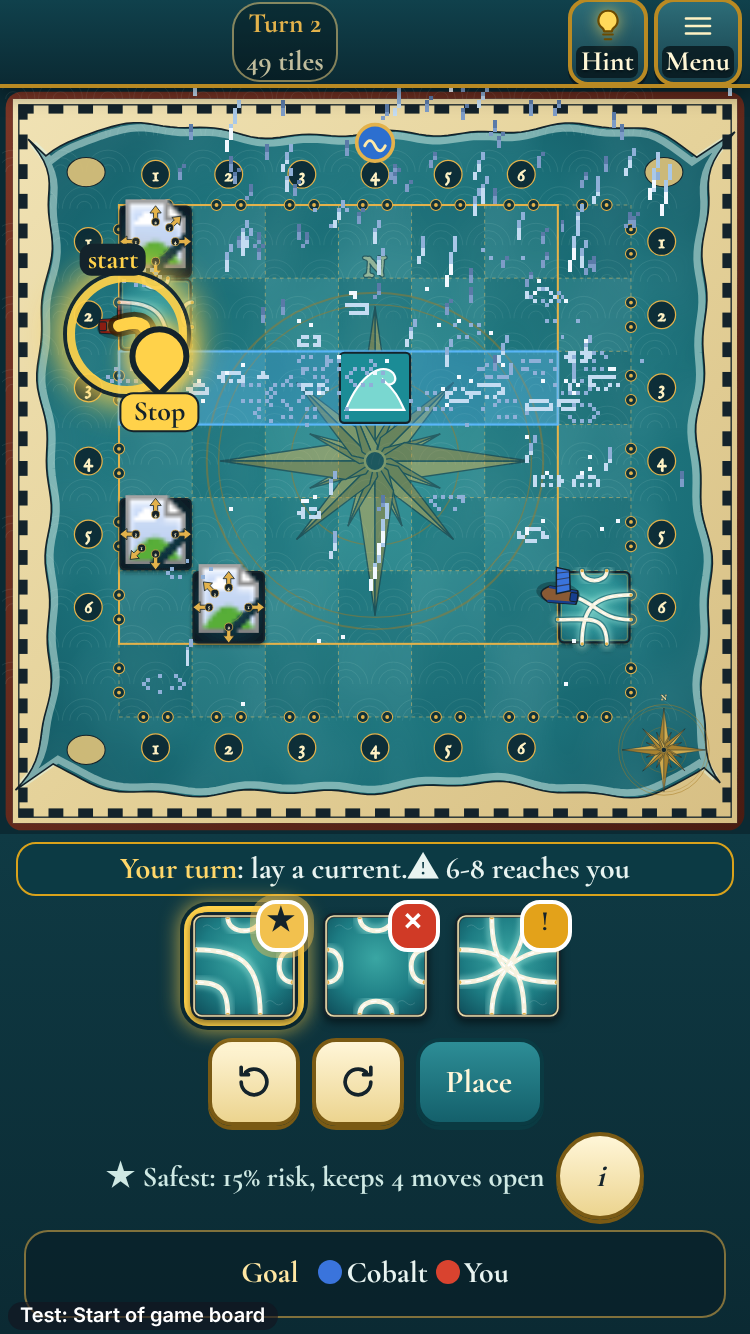 Turn 2
49 tiles
Hint
Menu
1 2 3 4 5 6
N
1 1
start
2 2
3 3
Stop
4 4
5 5
6 6
N
1 2 3 4 5 6
Your turn: lay a current.⚠ 6-8 reaches you
★ × !
Place
★ Safest: 15% risk, keeps 4 moves open i
Goal Cobalt You
Test: Start of game board